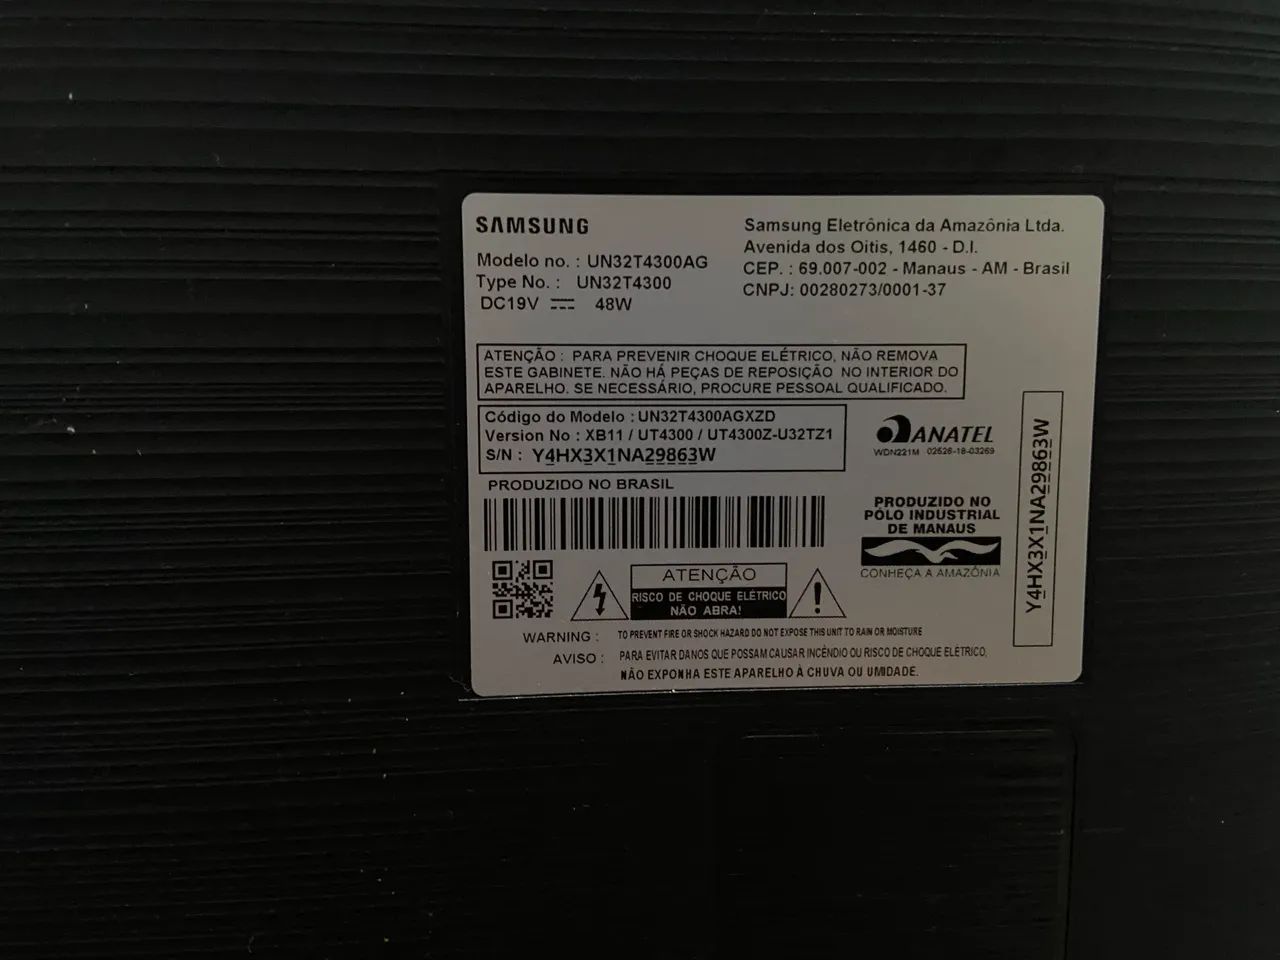 SAMSUNG
Modelo no. : UN32T4300AG
Type No. : UN32T4300
DC19V 48W
Samsung Eletrônica da Amazônia Ltda.
Avenida dos Oitis, 1460 - D.I.
CEP. : 69.007-002 - Manaus - AM - Brasil
CNPJ: 00280273/0001-37
ATENÇÃO : PARA PREVENIR CHOQUE ELÉTRICO, NÃO REMOVA
ESTE GABINETE. NÃO HÁ PEÇAS DE REPOSIÇÃO NO INTERIOR DO
APARELHO. SE NECESSÁRIO, PROCURE PESSOAL QUALIFICADO.
Código do Modelo : UN32T4300AGXZD
Version No : XB11 / UT4300 / UT4300Z-U32TZ1
S/N : Y4HX3X1NA29863W
PRODUZIDO NO BRASIL
ANATEL
WDN221M 02526-18-03269
PRODUZIDO NO
PÓLO INDUSTRIAL
DE MANAUS
CONHEÇA A AMAZÔNIA
Y4HX3X1NA29863W
ATENÇÃO
RISCO DE CHOQUE ELÉTRICO
NÃO ABRA!
WARNING : TO PREVENT FIRE OR SHOCK HAZARD DO NOT EXPOSE THIS UNIT TO RAIN OR MOISTURE
AVISO : PARA EVITAR DANOS QUE POSSAM CAUSAR INCÊNDIO OU RISCO DE CHOQUE ELÉTRICO,
NÃO EXPONHA ESTE APARELHO À CHUVA OU UMIDADE.